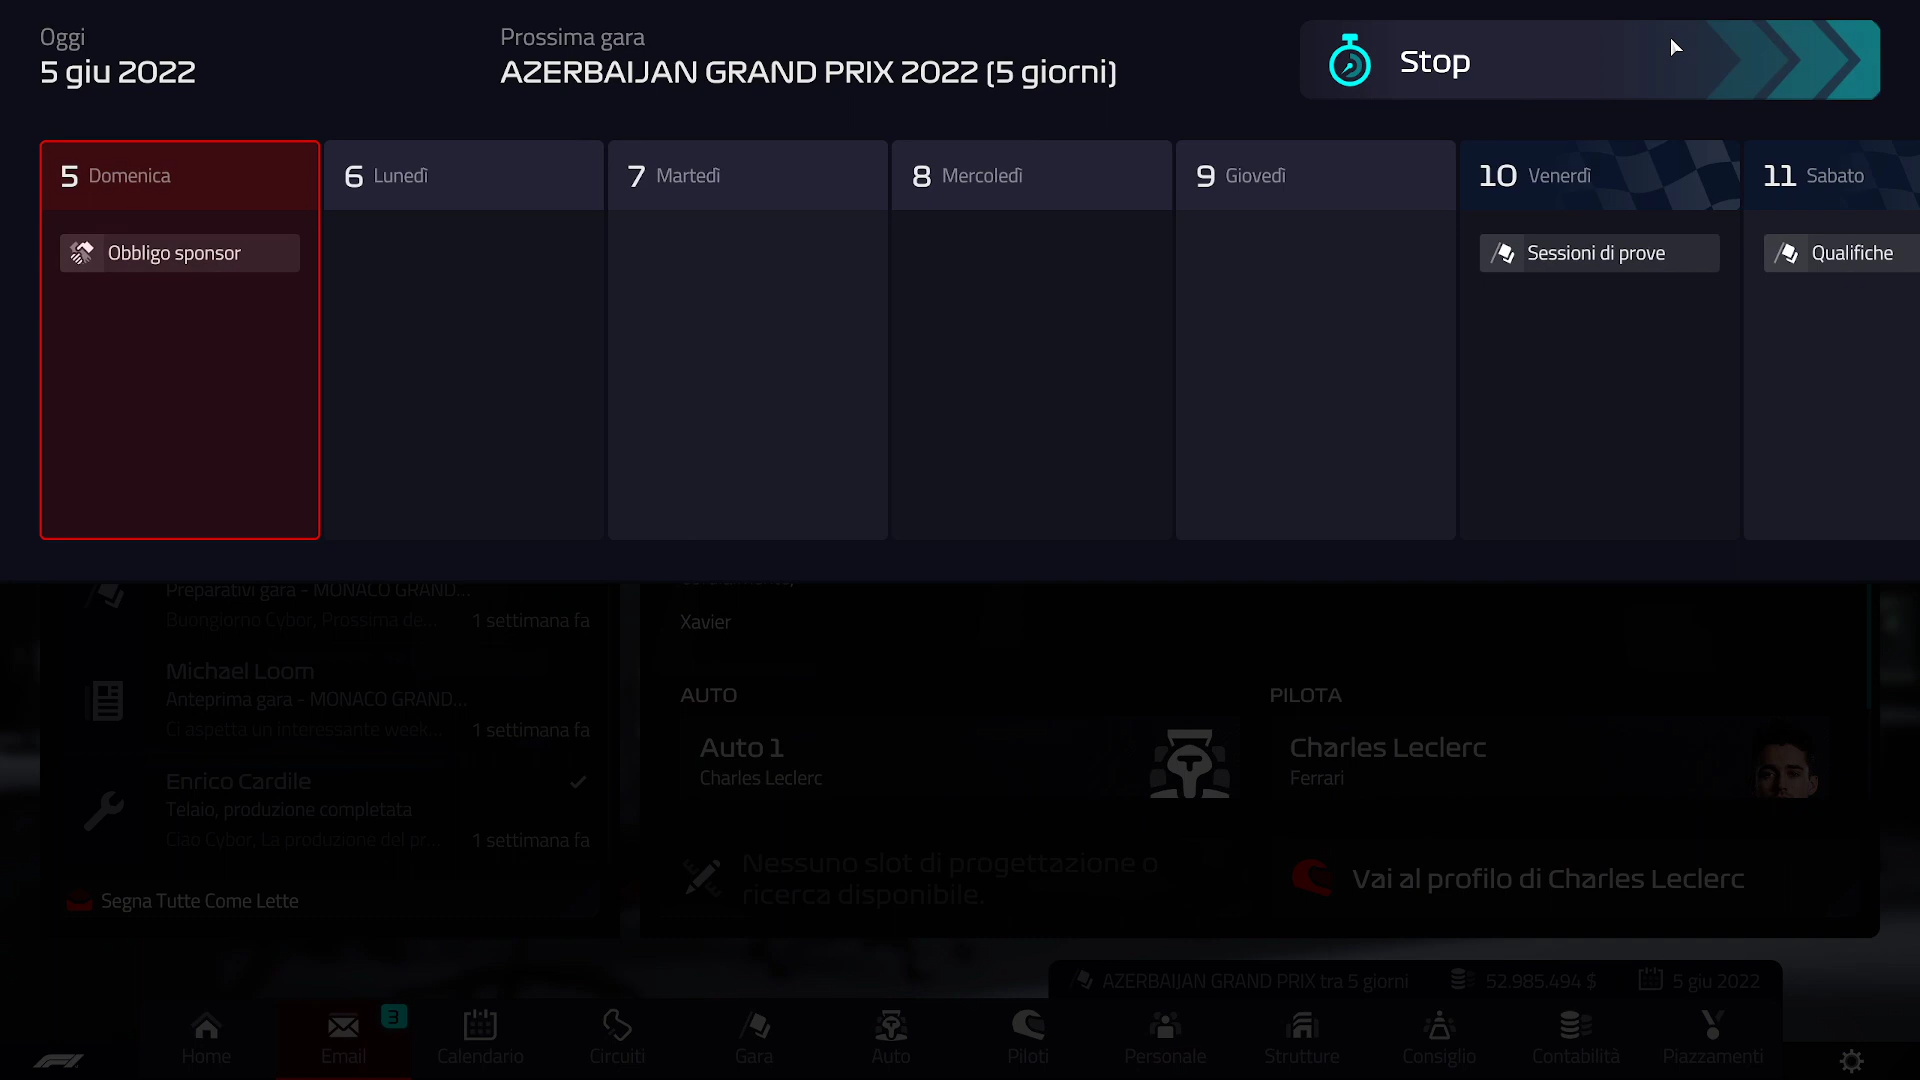 Oggi
5 giu 2022
Prossima gara
AZERBAIJAN GRAND PRIX 2022 (5 giorni)
Stop
5 Domenica
6 Lunedì
7 Martedì
8 Mercoledì
9 Giovedì
10 Venerdì
11 Sabato
Obbligo sponsor
Sessioni di prove
Qualifiche
Preparativi gara - MONACO GRAND...
Buongiorno Cybor, Prossima de...
1 settimana fa
Michael Loom
Anteprima gara - MONACO GRAND...
Ci aspetta un interessante week...
1 settimana fa
Enrico Cardile
Telaio, produzione completata
Ciao Cybor, La produzione del pr...
1 settimana fa
Segna Tutte Come Lette
Xavier
AUTO
Auto 1
Charles Leclerc
Nessuno slot di progettazione o
ricerca disponibile.
PILOTA
Charles Leclerc
Ferrari
Vai al profilo di Charles Leclerc
AZERBAIJAN GRAND PRIX tra 5 giorni
52.985.494 $
5 giu 2022
Home
Email
3
Calendario
Circuiti
Gara
Auto
Piloti
Personale
Strutture
Consiglio
Contabilità
Piazzamenti